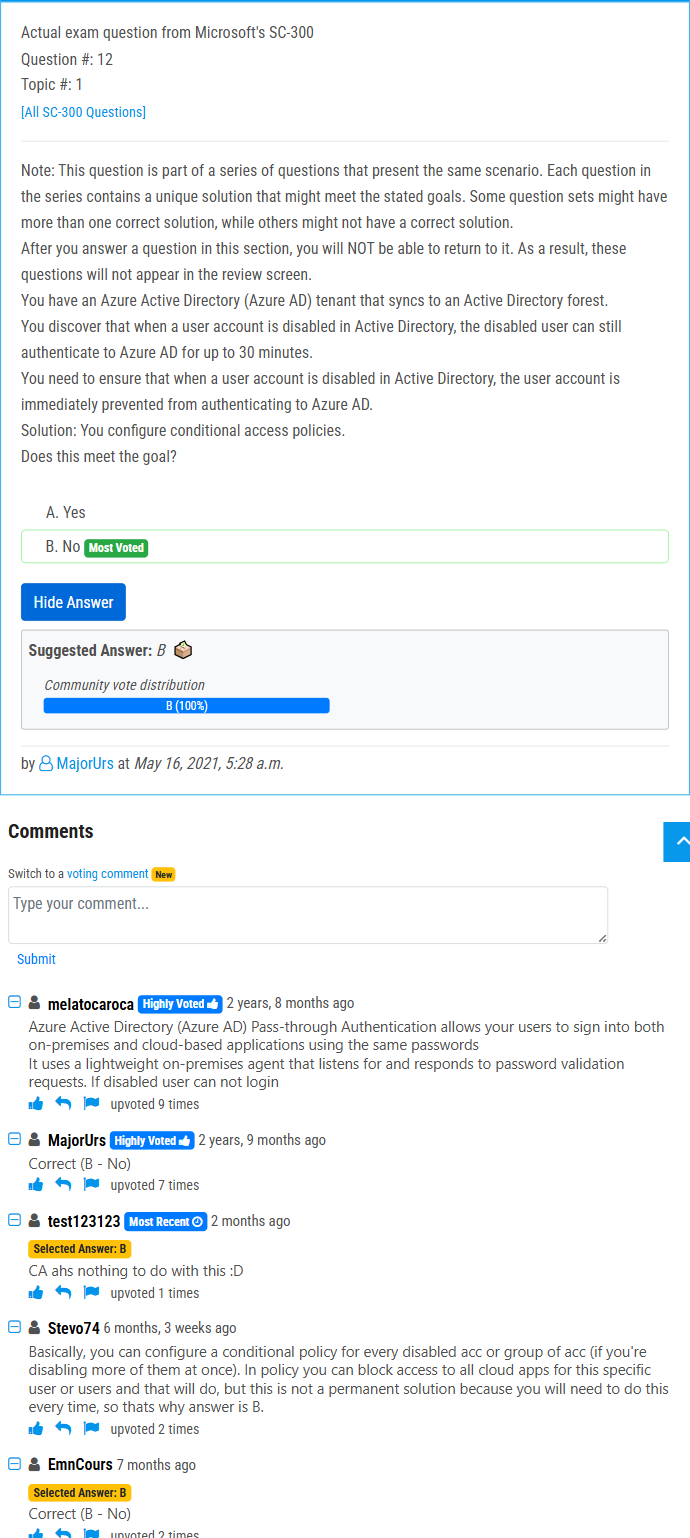 Actual exam question from Microsoft's SC-300
Question #: 12
Topic #: 1
[All SC-300 Questions]
Note: This question is part of a series of questions that present the same scenario. Each question in
the series contains a unique solution that might meet the stated goals. Some question sets might have
more than one correct solution, while others might not have a correct solution.
After you answer a question in this section, you will NOT be able to return to it. As a result, these
questions will not appear in the review screen.
You have an Azure Active Directory (Azure AD) tenant that syncs to an Active Directory forest.
You discover that when a user account is disabled in Active Directory, the disabled user can still
authenticate to Azure AD for up to 30 minutes.
You need to ensure that when a user account is disabled in Active Directory, the user account is
immediately prevented from authenticating to Azure AD.
Solution: You configure conditional access policies.
Does this meet the goal?
A. Yes
B. No Most Voted
Hide Answer
Suggested Answer: B
Community vote distribution
B (100%)
by MajorUrs at May 16, 2021, 5:28 a.m.
Comments
Switch to a voting comment New
Type your comment...
Submit
melatocaroca Highly Voted 2 years, 8 months ago
Azure Active Directory (Azure AD) Pass-through Authentication allows your users to sign into both
on-premises and cloud-based applications using the same passwords
It uses a lightweight on-premises agent that listens for and responds to password validation
requests. If disabled user can not login
upvoted 9 times
MajorUrs Highly Voted 2 years, 9 months ago
Correct (B - No)
upvoted 7 times
test123123 Most Recent 2 months ago
Selected Answer: B
CA ahs nothing to do with this :D
upvoted 1 times
Stevo74 6 months, 3 weeks ago
Basically, you can configure a conditional policy for every disabled acc or group of acc (if you're
disabling more of them at once). In policy you can block access to all cloud apps for this specific
user or users and that will do, but this is not a permanent solution because you will need to do this
every time, so thats why answer is B.
upvoted 2 times
EmnCours 7 months ago
Selected Answer: B
Correct (B - No)
upvoted 2 times